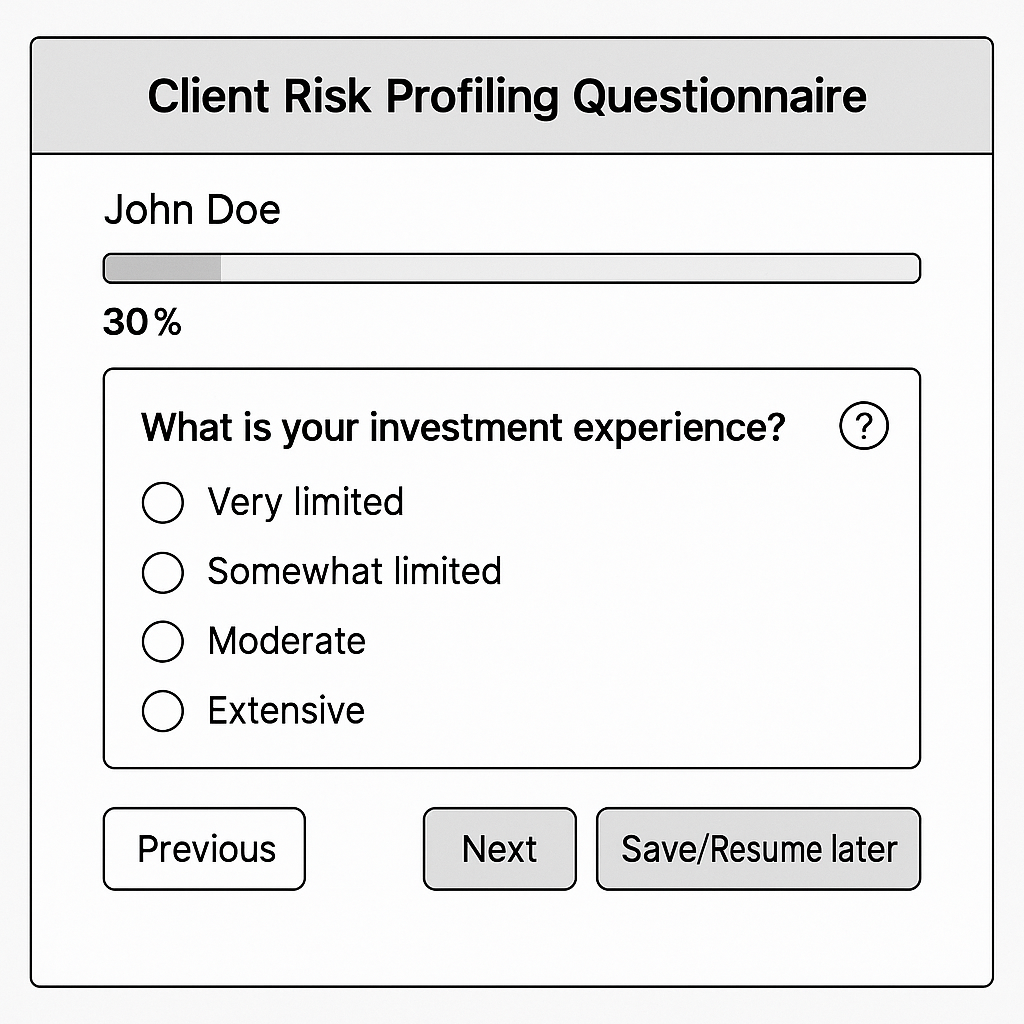 Client Risk Profiling Questionnaire
John Doe
30%
What is your investment experience? ?
Very limited
Somewhat limited
Moderate
Extensive
Previous Next Save/Resume later